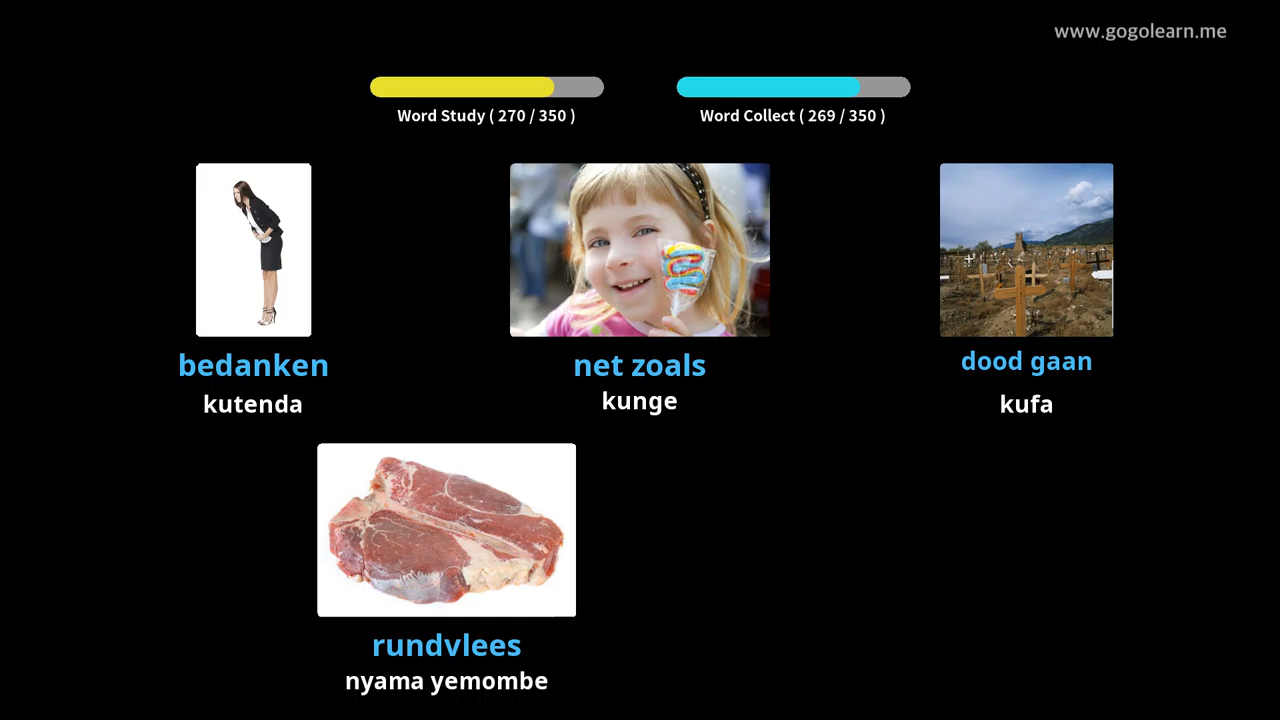 www.gogolearn.me
Word Study ( 270 / 350 )
Word Collect ( 269 / 350 )
bedanken
kutenda
net zoals
kunge
dood gaan
kufa
rundvlees
nyama yemombe